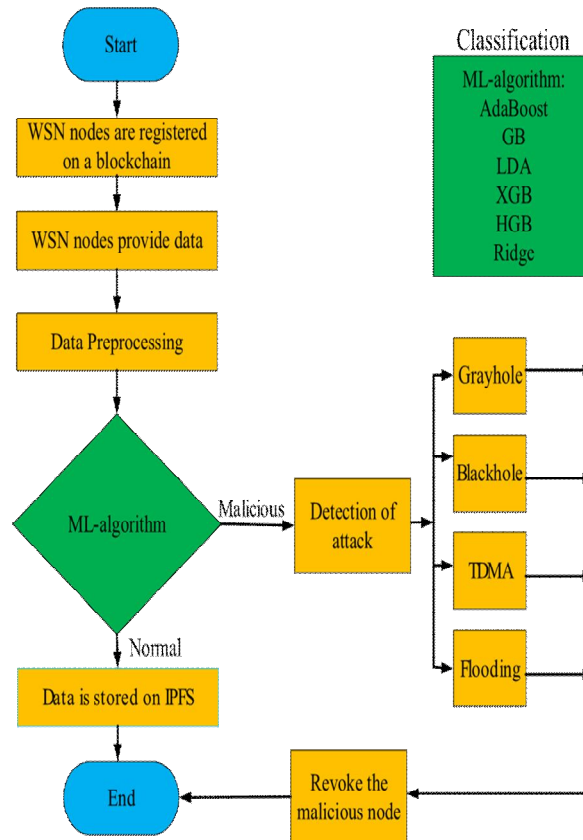 Start
WSN nodes are registered
on a blockchain
WSN nodes provide data
Data Preprocessing
ML-algorithm
Malicious
Normal
Data is stored on IPFS
End
Detection of
attack
Grayhole
Blackhole
TDMA
Flooding
Revoke the
malicious node
Classification
ML-algorithm:
AdaBoost
GB
LDA
XGB
HGB
Ridge